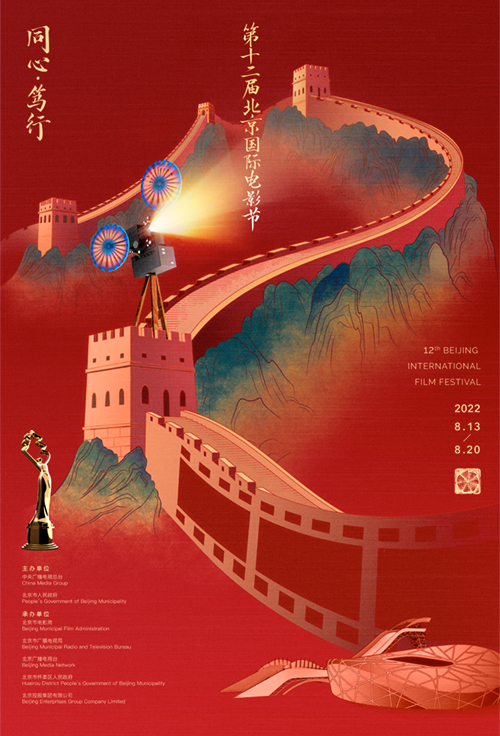 同心·笃行
第十二届北京国际电影节
12th BEIJING
INTERNATIONAL
FILM FESTIVAL
2022
8.13
/
8.20
主办单位
中央广播电视总台
China Media Group
北京市人民政府
People's Government of Beijing Municipality
承办单位
北京市电影局
Beijing Municipal Film Administration
北京市广播电视局
Beijing Municipal Radio and Television Bureau
北京广播电视台
Beijing Media Network
北京市怀柔区人民政府
Huairou District People's Government of Beijing Municipality
北京控股集团有限公司
Beijing Enterprises Group Company Limited